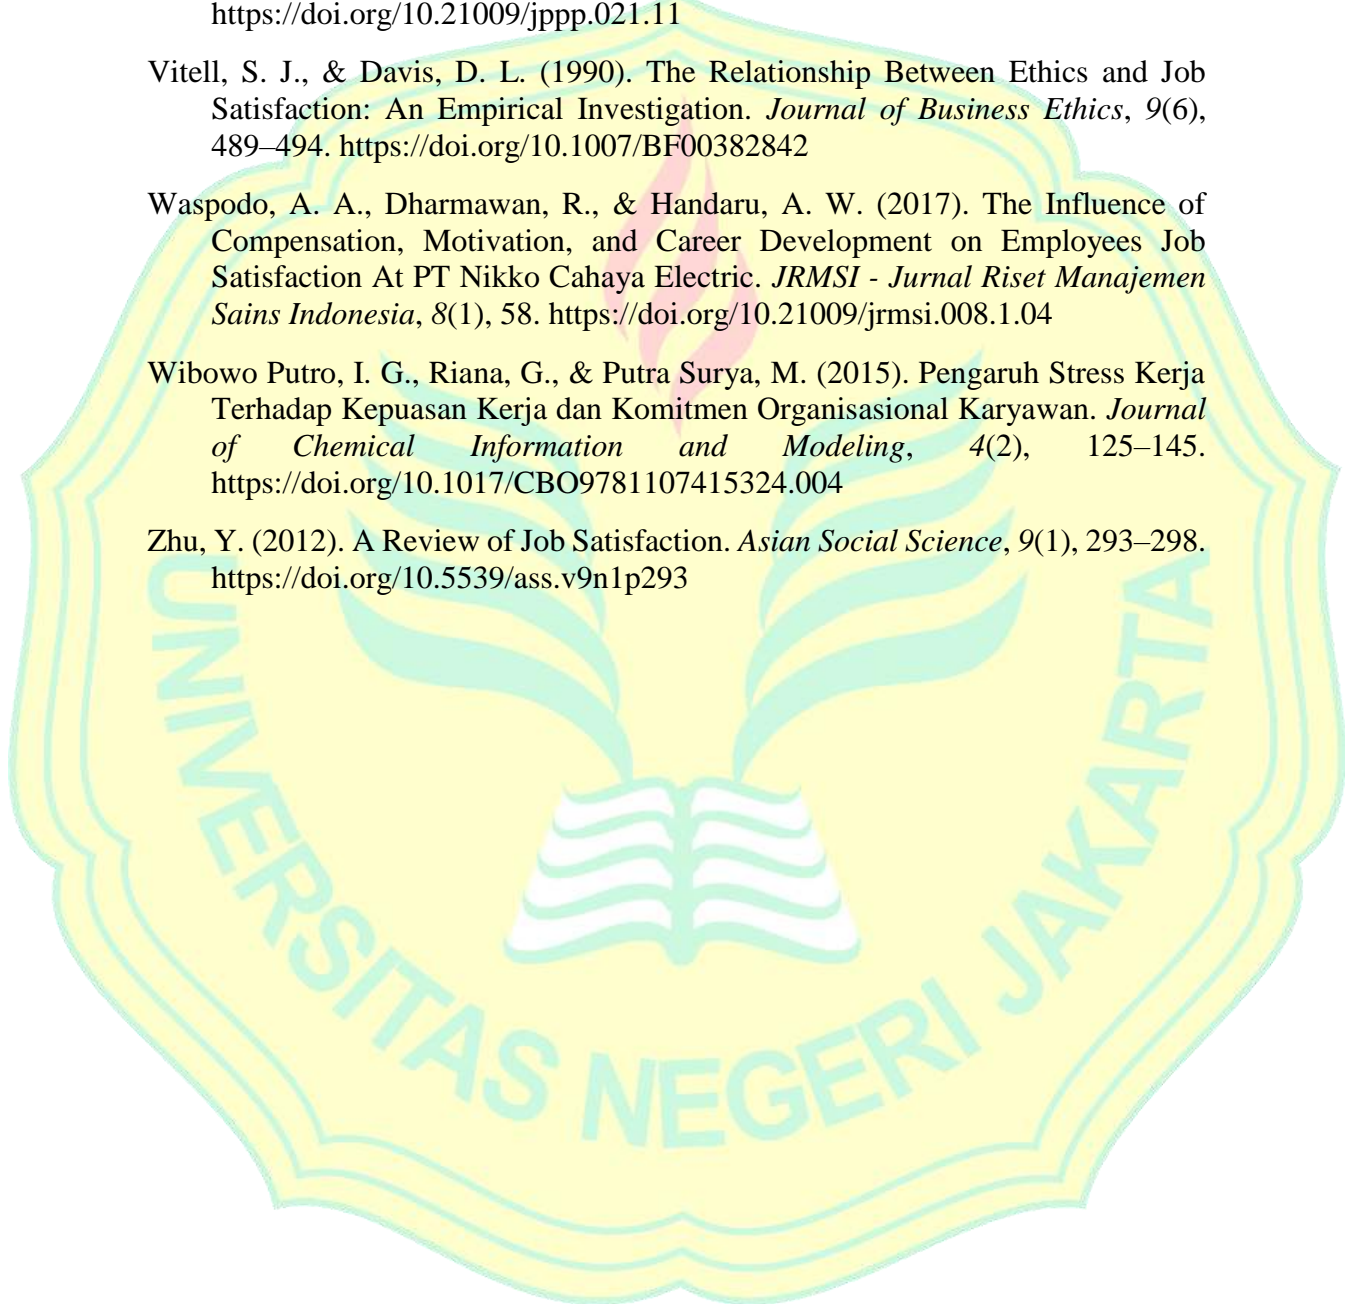 https://doi.org/10.21009/jppp.021.11
Vitell, S. J., & Davis, D. L. (1990). The Relationship Between Ethics and Job
Satisfaction: An Empirical Investigation. Journal of Business Ethics, 9(6),
489–494. https://doi.org/10.1007/BF00382842
Waspodo, A. A., Dharmawan, R., & Handaru, A. W. (2017). The Influence of
Compensation, Motivation, and Career Development on Employees Job
Satisfaction At PT Nikko Cahaya Electric. JRMSI - Jurnal Riset Manajemen
Sains Indonesia, 8(1), 58. https://doi.org/10.21009/jrmsi.008.1.04
Wibowo Putro, I. G., Riana, G., & Putra Surya, M. (2015). Pengaruh Stress Kerja
Terhadap Kepuasan Kerja dan Komitmen Organisasional Karyawan. Journal
of Chemical Information and Modeling, 4(2), 125–145.
https://doi.org/10.1017/CBO9781107415324.004
Zhu, Y. (2012). A Review of Job Satisfaction. Asian Social Science, 9(1), 293–298.
https://doi.org/10.5539/ass.v9n1p293
UNIVERSITAS NEGERI JAKARTA